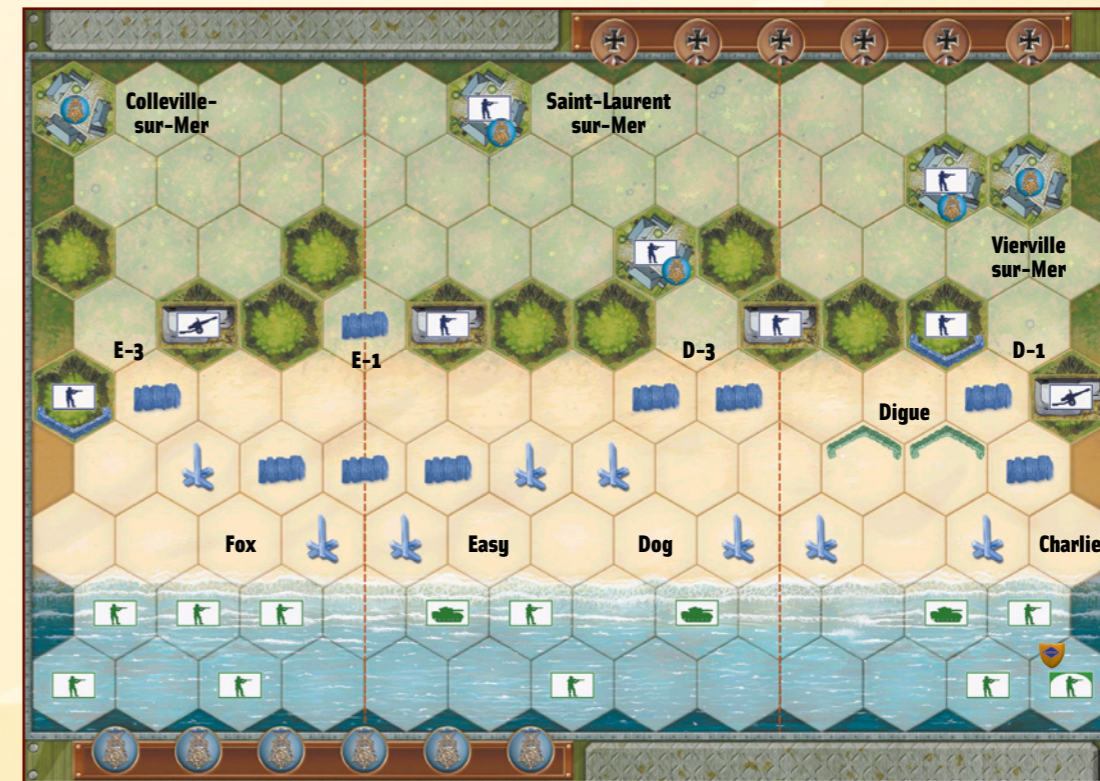 Colleville-
sur-Mer
Saint-Laurent
sur-Mer
Vierville
sur-Mer
E-3
E-1
D-3
D-1
Digue
Fox
Easy
Dog
Charlie